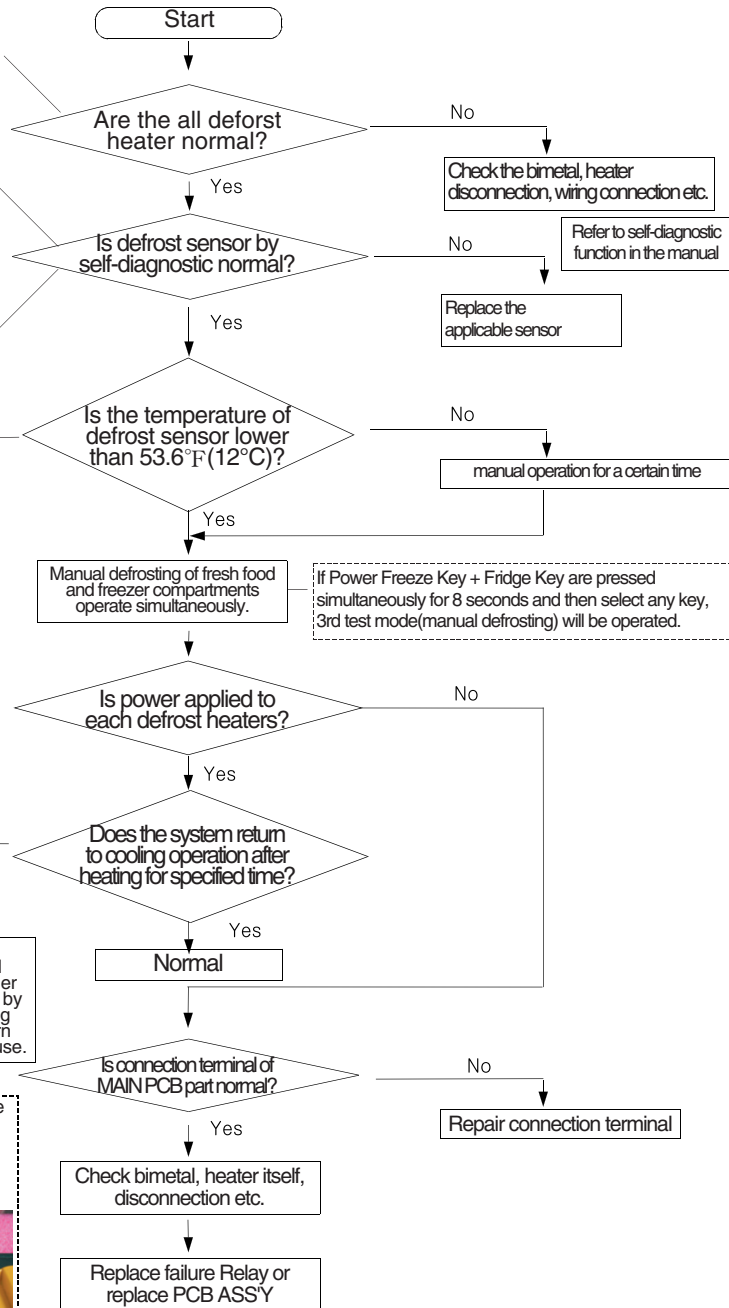 Start
Are the all deforst
heater normal?
No
Check the bimetal, heater
disconnection, wiring connection etc.
Yes
Is defrost sensor by
self-diagnostic normal?
No
Refer to self-diagnostic
function in the manual
Replace the
applicable sensor
Yes
Is the temperature of
defrost sensor lower
than 53.6°F(12°C)?
No
manual operation for a certain time
Yes
Manual defrosting of fresh food
and freezer compartments
operate simultaneously.
If Power Freeze Key + Fridge Key are pressed
simultaneously for 8 seconds and then select any key,
3rd test mode(manual defrosting) will be operated.
Is power applied to
each defrost heaters?
No
Yes
Does the system return
to cooling operation after
heating for specified time?
Yes
Normal
er
by
g
rn
use.
Is connection terminal of
MAIN PCB part normal?
No
Repair connection terminal
e
Yes
Check bimetal, heater itself,
disconnection etc.
Replace failure Relay or
replace PCB ASS'Y